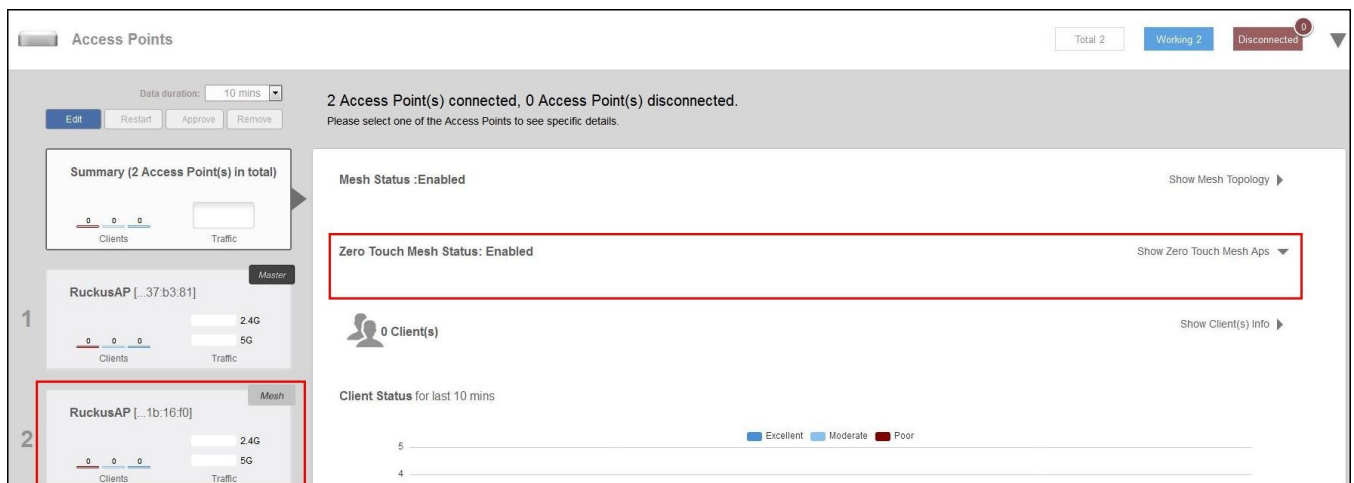 Access Points
Total 2
Working 2
Disconnected
0
Data duration: 10 mins
Edit Restart Approve Remove
2 Access Point(s) connected, 0 Access Point(s) disconnected.
Please select one of the Access Points to see specific details.
Summary (2 Access Point(s) in total)
0 0 0
Clients Traffic
Mesh Status :Enabled
Show Mesh Topology
Zero Touch Mesh Status: Enabled
Show Zero Touch Mesh Aps
1
Master
RuckusAP [...37:b3:81]
2.4G
0 0 0 5G
Clients Traffic
0 Client(s)
Show Client(s) Info
2
Mesh
RuckusAP [...1b:16:f0]
2.4G
0 0 0 5G
Clients Traffic
Client Status for last 10 mins
Excellent Moderate Poor
5
4